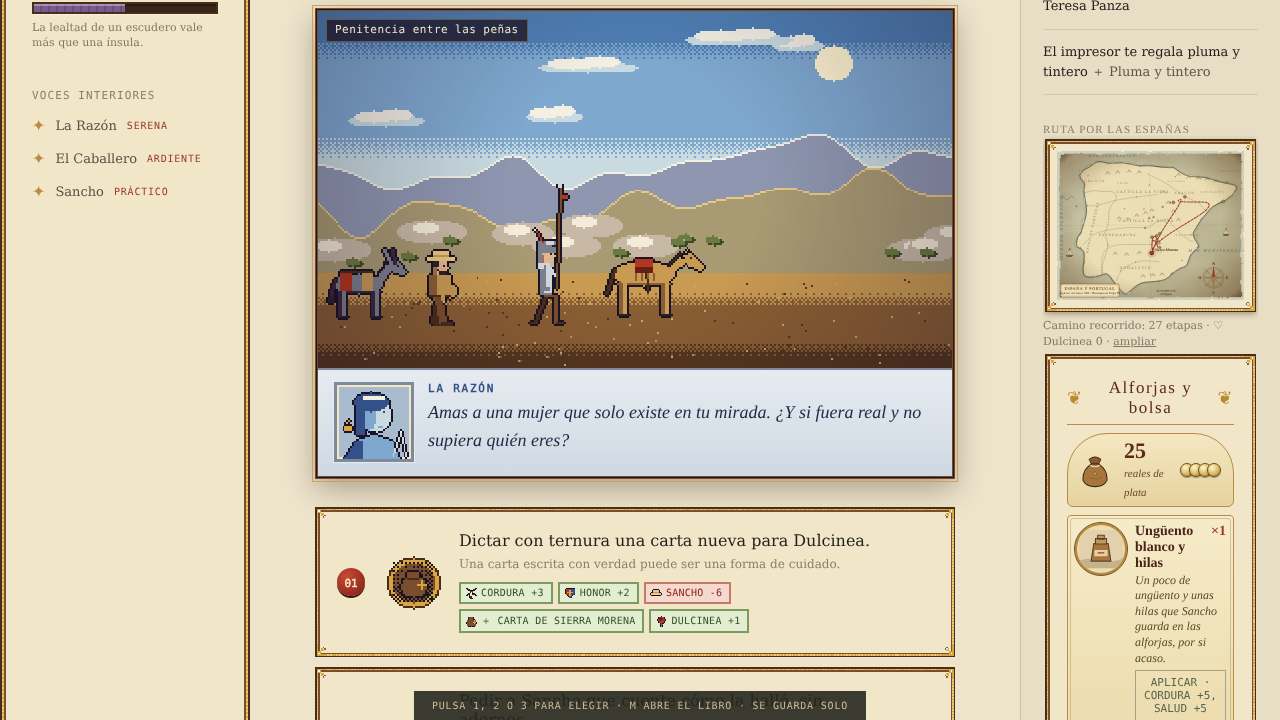 La lealtad de un escudero vale
más que una ínsula.
VOCES INTERIORES
La Razón SERENA
El Caballero ARDIENTE
Sancho PRÁCTICO
Penitencia entre las peñas
LA RAZÓN
Amas a una mujer que solo existe en tu mirada. ¿Y si fuera real y no
supiera quién eres?
01
Dictar con ternura una carta nueva para Dulcinea.
Una carta escrita con verdad puede ser una forma de cuidado.
CORDURA +3 HONOR +2 SANCHO -6
+ CARTA DE SIERRA MORENA DULCINEA +1
PULSA 1, 2 O 3 PARA ELEGIR · M ABRE EL LIBRO · SE GUARDA SOLO
Teresa Panza
El impresor te regala pluma y
tintero + Pluma y tintero
RUTA POR LAS ESPAÑAS
ESPAÑA Y PORTUGAL
Camino recorrido: 27 etapas · ♡
Dulcinea 0 · ampliar
Alforjas y
bolsa
25
reales de
plata
Ungüento ×1
blanco y
hilas
Un poco de
ungüento y unas
hilas que Sancho
guarda en las
alforjas, por si
acaso.
APLICAR ·
CORDURA +5,
SALUD +5